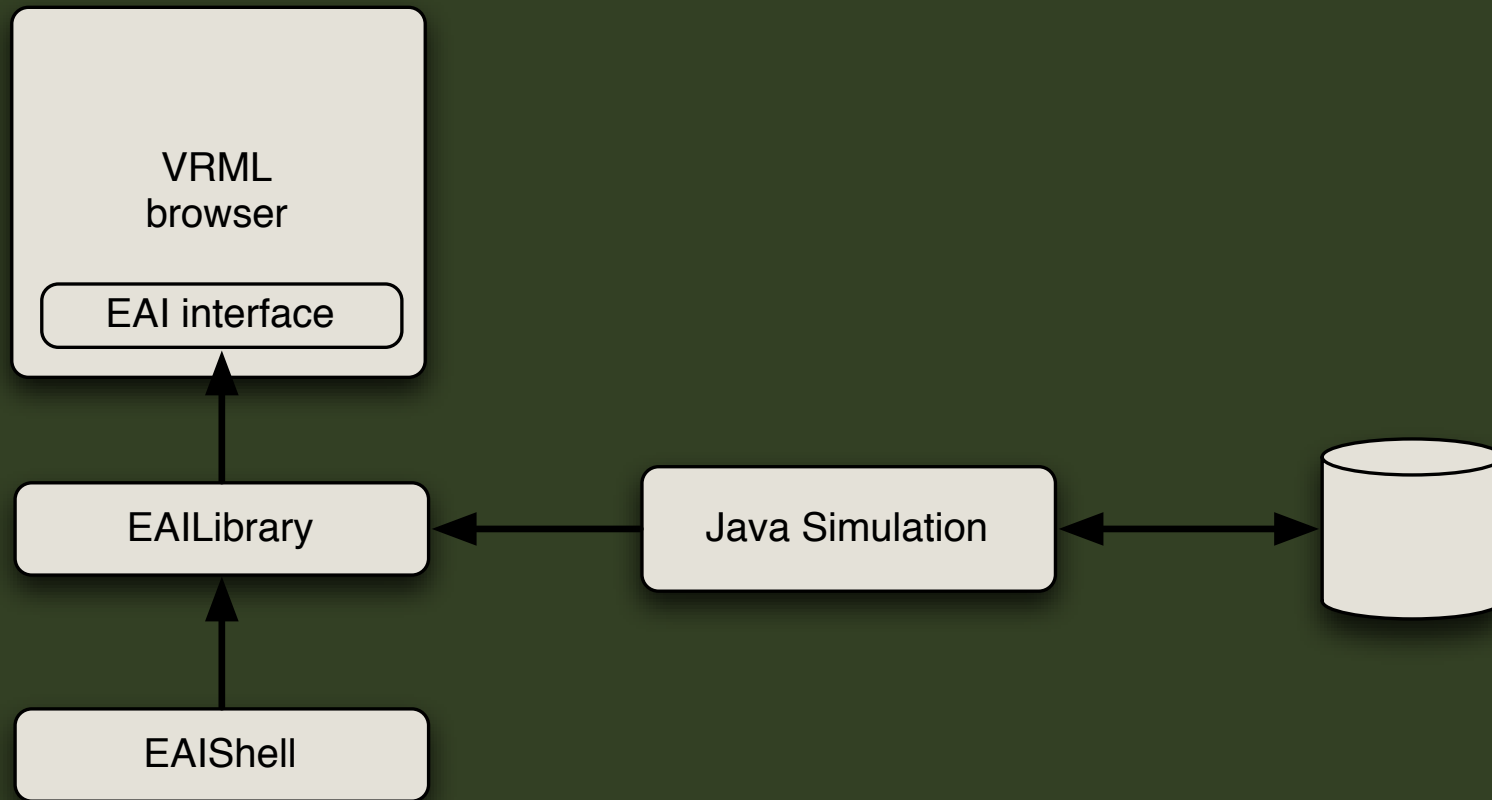 VRML
browser
EAI interface
EAILibrary
Java Simulation
EAIShell